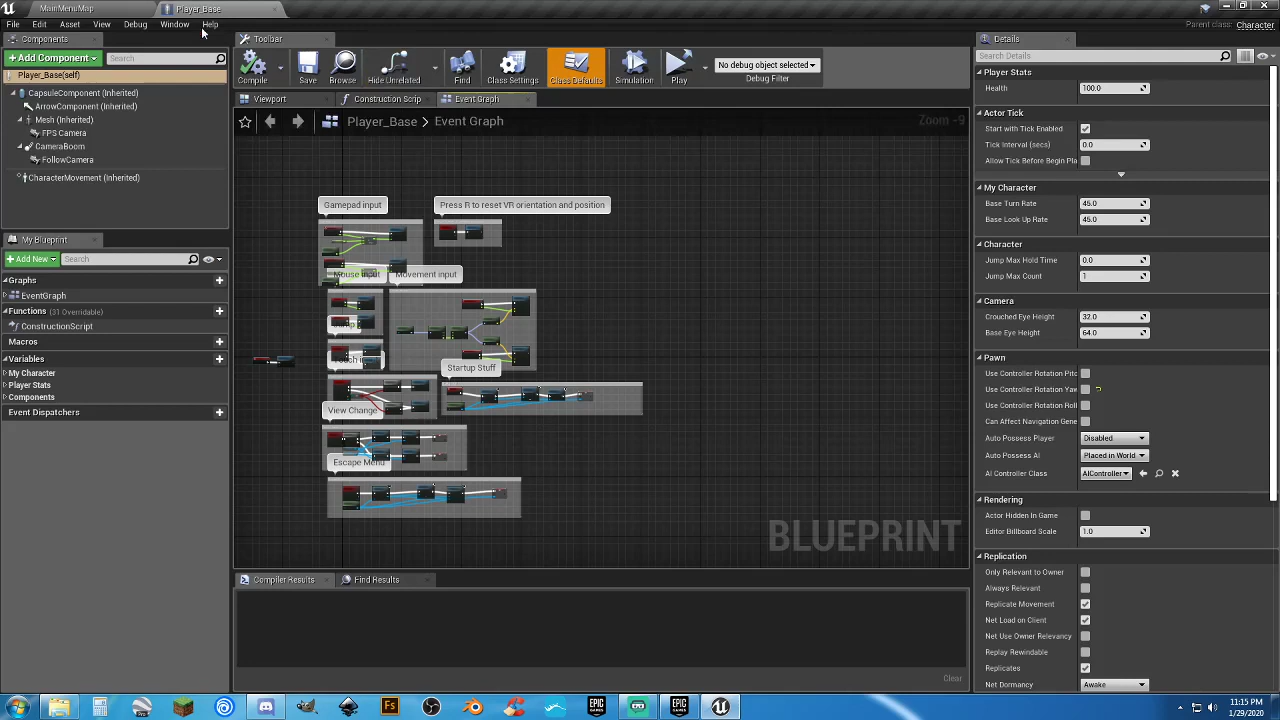 MainMenuMap
Player_Base
File
Edit
Asset
View
Debug
Window
Help
Parent class: Character
Components
+ Add Component
Search
Player_Base(self)
CapsuleComponent (Inherited)
ArrowComponent (Inherited)
Mesh (Inherited)
FPS Camera
CameraBoom
FollowCamera
CharacterMovement (Inherited)
My Blueprint
+ Add New
Search
Graphs
EventGraph
Functions (31 Overridable)
ConstructionScript
Macros
Variables
My Character
Player Stats
Components
Event Dispatchers
Toolbar
Compile
Save
Browse
Hide Unrelated
Find
Class Settings
Class Defaults
Simulation
Play
No debug object selected
Debug Filter
Viewport
Construction Scrip
Event Graph
Player_Base > Event Graph
Zoom -9
Gamepad input
Press R to reset VR orientation and position
Mouse input
Movement input
Startup Stuff
View Change
Escape Menu
BLUEPRINT
Compiler Results
Find Results
Clear
Details
Search Details
Player Stats
Health 100.0
Actor Tick
Start with Tick Enabled
Tick Interval (secs) 0.0
Allow Tick Before Begin Pla
My Character
Base Turn Rate 45.0
Base Look Up Rate 45.0
Character
Jump Max Hold Time 0.0
Jump Max Count 1
Camera
Crouched Eye Height 32.0
Base Eye Height 64.0
Pawn
Use Controller Rotation Pitc
Use Controller Rotation Yaw
Use Controller Rotation Roll
Can Affect Navigation Gene
Auto Possess Player Disabled
Auto Possess AI Placed in World
AI Controller Class AIController
Rendering
Actor Hidden In Game
Editor Billboard Scale 1.0
Replication
Only Relevant to Owner
Always Relevant
Replicate Movement
Net Load on Client
Net Use Owner Relevancy
Replay Rewindable
Replicates
Net Dormancy Awake
Pro
Fs
EPIC GAMES
EPIC GAMES
11:15 PM
1/29/2020